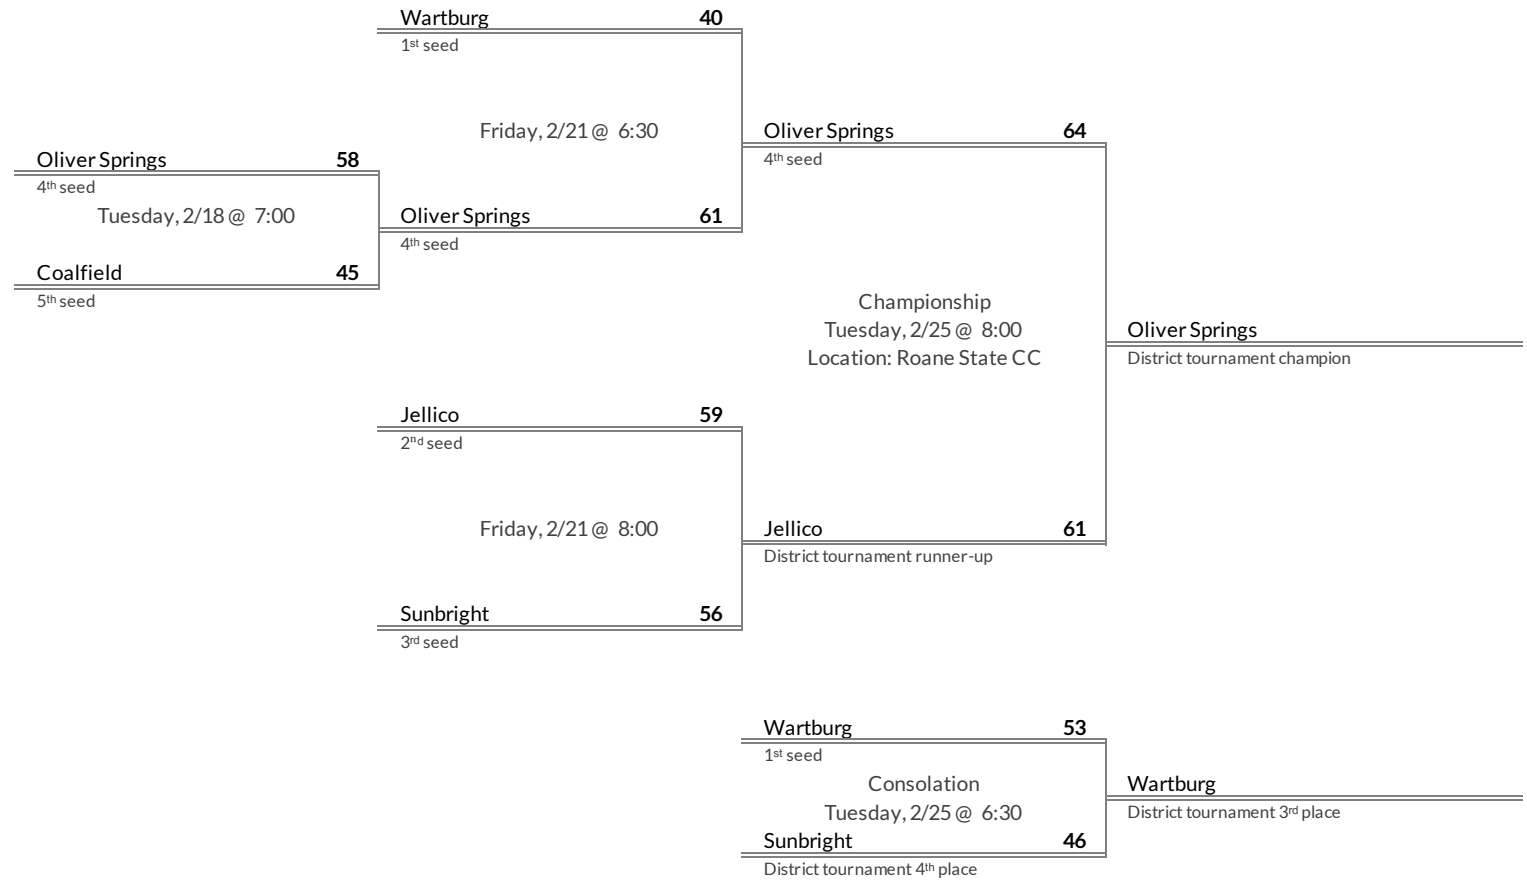 Wartburg 40
1st seed
Friday, 2/21 @ 6:30
Oliver Springs 64
4th seed
Oliver Springs 58
4th seed
Tuesday, 2/18 @ 7:00
Oliver Springs 61
4th seed
Coalfield 45
5th seed
Championship
Tuesday, 2/25 @ 8:00
Location: Roane State CC
Oliver Springs
District tournament champion
Jellico 59
2nd seed
Friday, 2/21 @ 8:00
Jellico 61
District tournament runner-up
Sunbright 56
3rd seed
Wartburg 53
1st seed
Consolation
Tuesday, 2/25 @ 6:30
Wartburg
District tournament 3rd place
Sunbright 46
District tournament 4th place